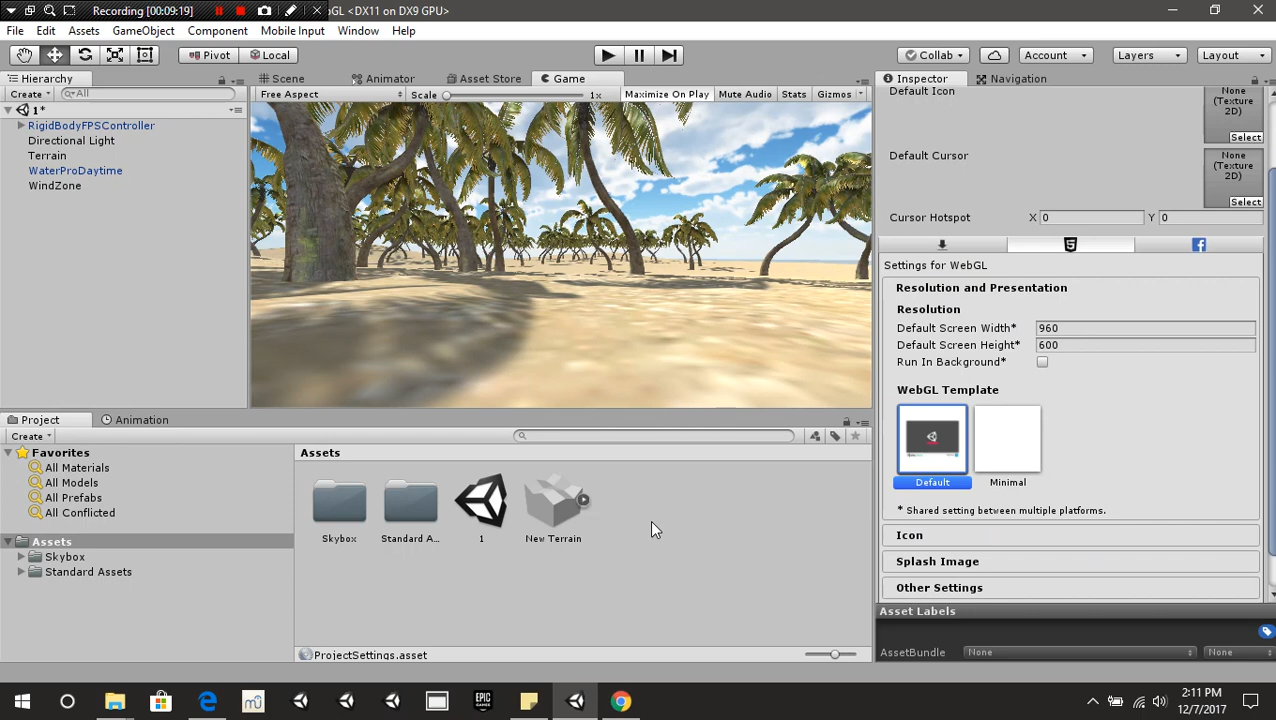 Recording [00:09:19]
bGL <DX11 on DX9 GPU>
File Edit Assets GameObject Component Mobile Input Window Help
Pivot Local Collab Account Layers Layout
Hierarchy
Create All
1*
RigidBodyFPSController
Directional Light
Terrain
WaterProDaytime
WindZone
Scene Animator Asset Store Game
Free Aspect Scale 1x Maximize On Play Mute Audio Stats Gizmos
Project Animation
Create
Favorites
All Materials
All Models
All Prefabs
All Conflicted
Assets
Skybox
Standard Assets
Assets
Skybox Standard A... 1 New Terrain
ProjectSettings.asset
Inspector Navigation
Default Icon
None
(Texture
2D)
Select
Default Cursor
None
(Texture
2D)
Select
Cursor Hotspot X 0 Y 0
Settings for WebGL
Resolution and Presentation
Resolution
Default Screen Width* 960
Default Screen Height* 600
Run In Background*
WebGL Template
Default Minimal
* Shared setting between multiple platforms.
Icon
Splash Image
Other Settings
Asset Labels
AssetBundle None None
EPIC
GAMES
2:11 PM
12/7/2017